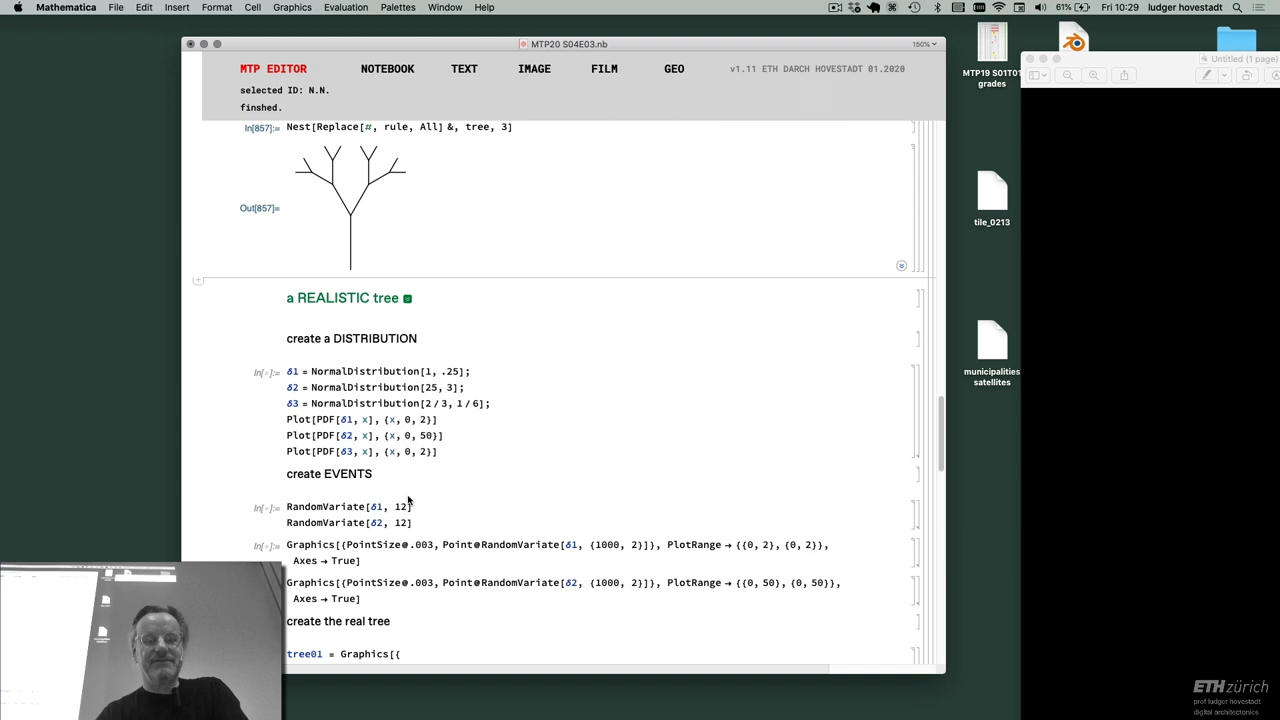 Mathematica File Edit Insert Format Cell Graphics Evaluation Palettes Window Help 61% Fri 10:29 ludger hovestadt
MTP20 S04E03.nb 150%
MTP EDITOR NOTEBOOK TEXT IMAGE FILM GEO v1.11 ETH DARCH HOVESTADT 01.2020
selected ID: N.N.
finshed.
In[857]:= Nest[Replace[#, rule, All] &, tree, 3]
Out[857]=
a REALISTIC tree
create a DISTRIBUTION
In[◦]:= δ1 = NormalDistribution[1, .25];
δ2 = NormalDistribution[25, 3];
δ3 = NormalDistribution[2/3, 1/6];
Plot[PDF[δ1, x], {x, 0, 2}]
Plot[PDF[δ2, x], {x, 0, 50}]
Plot[PDF[δ3, x], {x, 0, 2}]
create EVENTS
In[◦]:= RandomVariate[δ1, 12]
RandomVariate[δ2, 12]
In[◦]:= Graphics[{PointSize@.003, Point@RandomVariate[δ1, {1000, 2}]}, PlotRange → {{0, 2}, {0, 2}},
Axes → True]
Graphics[{PointSize@.003, Point@RandomVariate[δ2, {1000, 2}]}, PlotRange → {{0, 50}, {0, 50}},
Axes → True]
create the real tree
tree01 = Graphics[{
MTP19 S01T01
grades
tile_0213
municipalities
satellites
Untitled (1 page)
ETH zürich
prof ludger hovestadt
digital architectonics